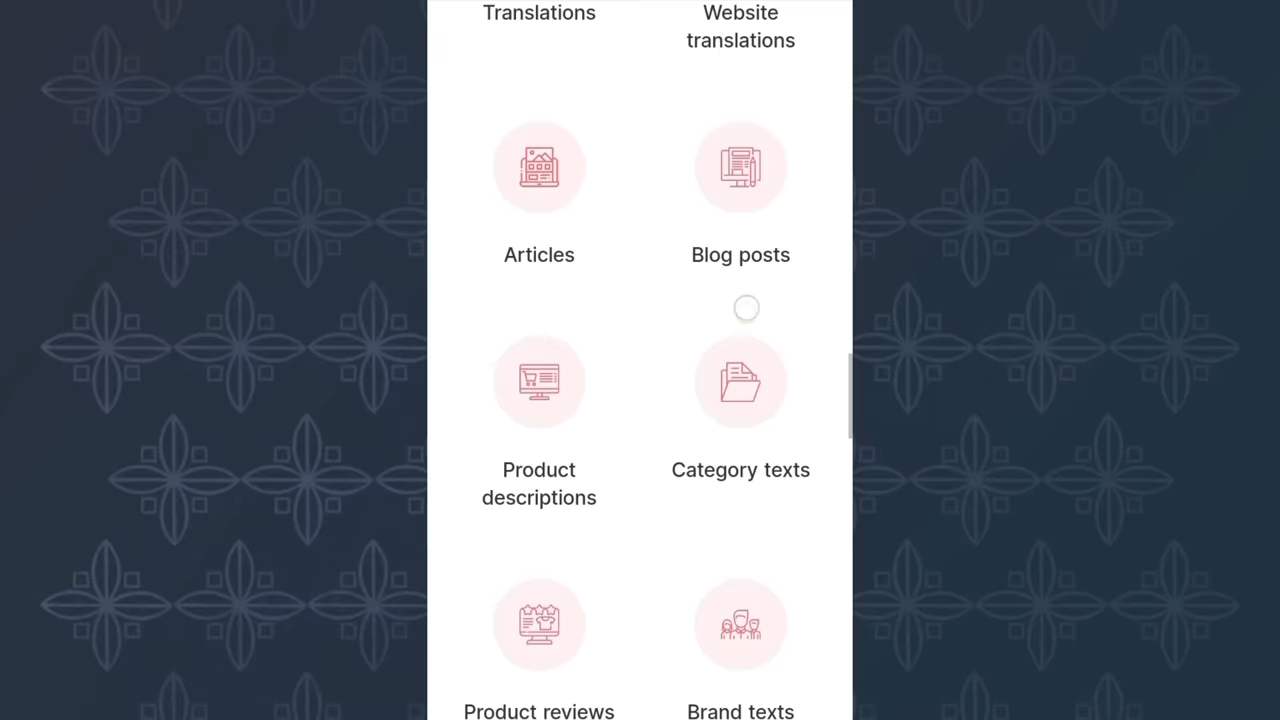 Translations
Website
translations
Articles
Blog posts
Product
descriptions
Category texts
Product reviews
Brand texts